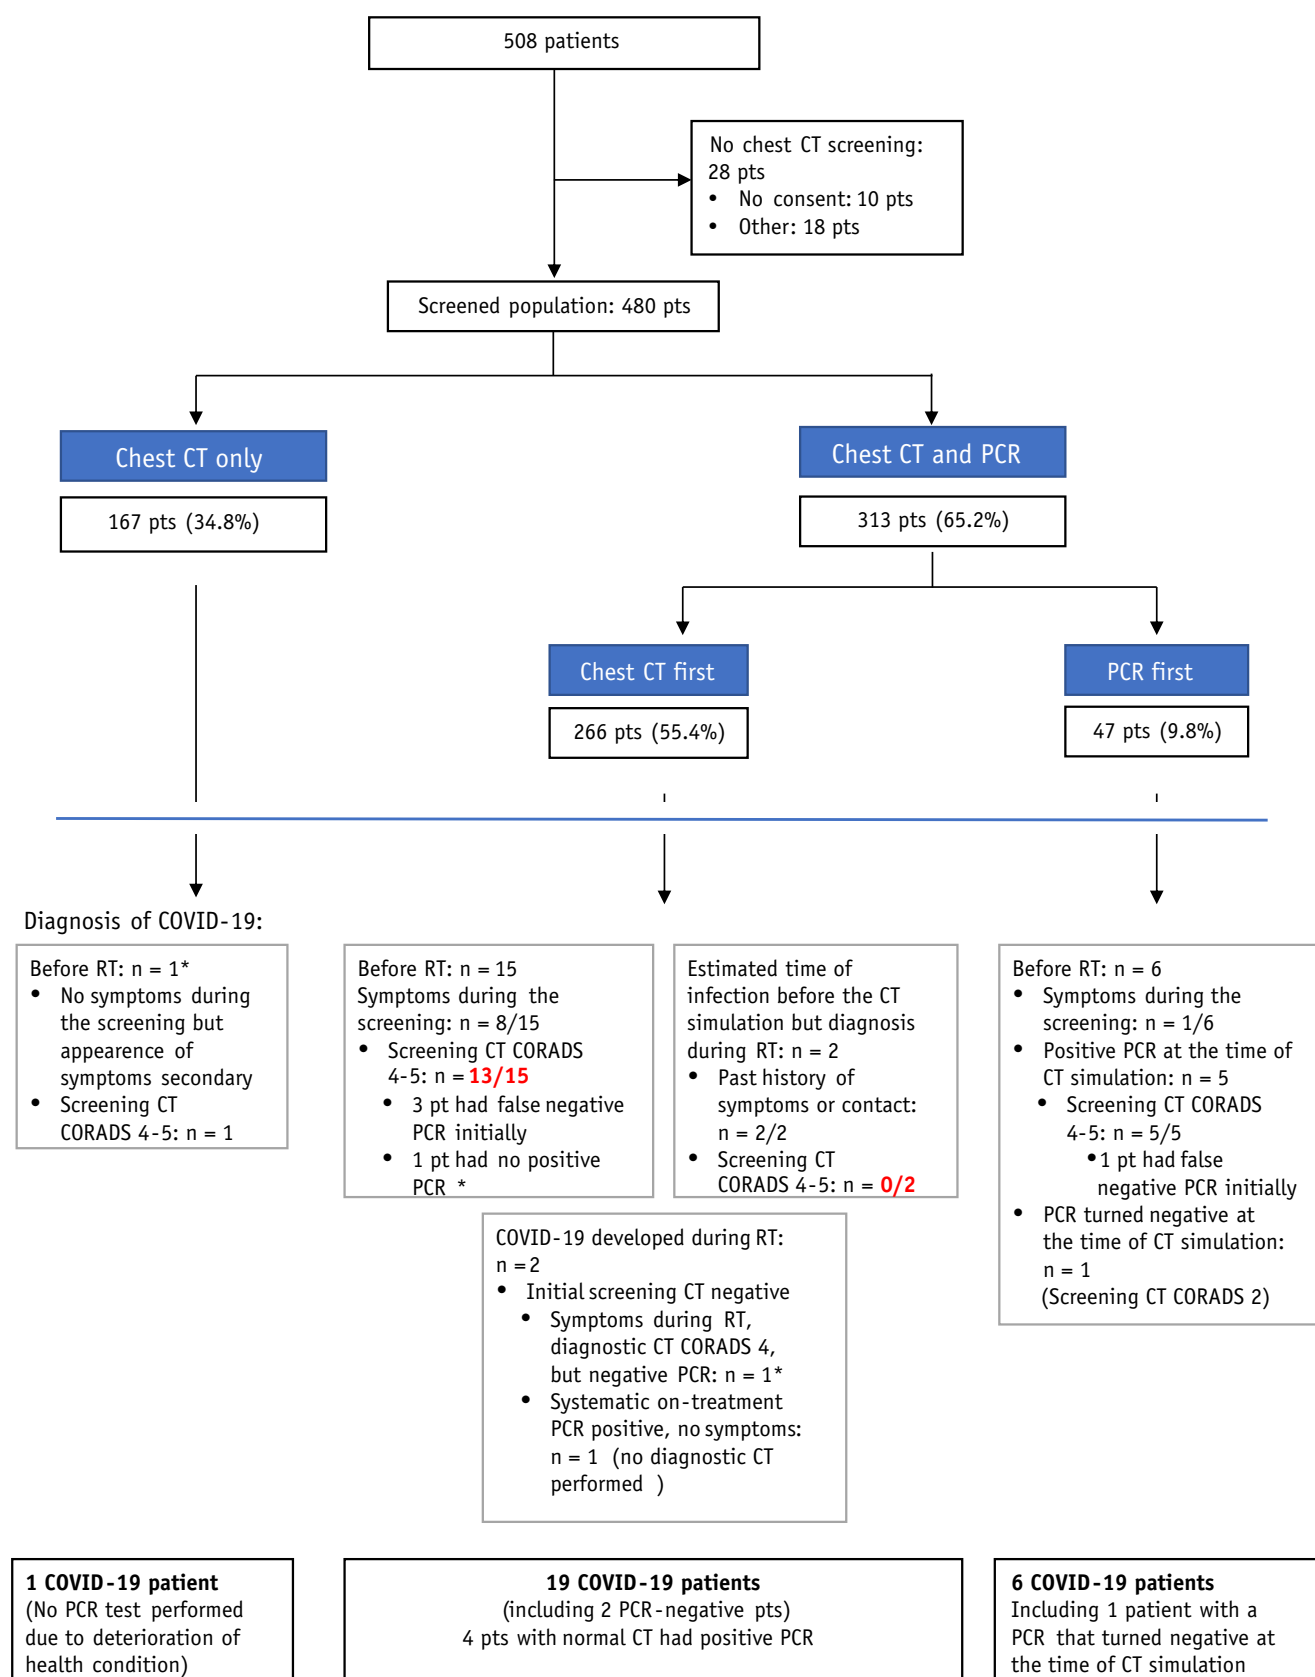 508 patients
No chest CT screening:
28 pts
• No consent: 10 pts
• Other: 18 pts
Screened population: 480 pts
Chest CT only
167 pts (34.8%)
Chest CT and PCR
313 pts (65.2%)
Chest CT first
266 pts (55.4%)
PCR first
47 pts (9.8%)
Diagnosis of COVID-19:
Before RT: n = 1*
• No symptoms during
the screening but
appearence of
symptoms secondary
• Screening CT
CORADS 4-5: n = 1
Before RT: n = 15
Symptoms during the
screening: n = 8/15
• Screening CT CORADS
4-5: n = 13/15
• 3 pt had false negative
PCR initially
• 1 pt had no positive
PCR *
Estimated time of
infection before the CT
simulation but diagnosis
during RT: n = 2
• Past history of
symptoms or contact:
n = 2/2
• Screening CT
CORADS 4-5: n = 0/2
COVID-19 developed during RT:
n =2
• Initial screening CT negative
• Symptoms during RT,
diagnostic CT CORADS 4,
but negative PCR: n = 1*
• Systematic on-treatment
PCR positive, no symptoms:
n = 1 (no diagnostic CT
performed )
Before RT: n = 6
• Symptoms during the
screening: n = 1/6
• Positive PCR at the time of
CT simulation: n = 5
• Screening CT CORADS
4-5: n = 5/5
• 1 pt had false
negative PCR initially
• PCR turned negative at
the time of CT simulation:
n = 1
(Screening CT CORADS 2)
1 COVID-19 patient
(No PCR test performed
due to deterioration of
health condition)
19 COVID-19 patients
(including 2 PCR-negative pts)
4 pts with normal CT had positive PCR
6 COVID-19 patients
Including 1 patient with a
PCR that turned negative at
the time of CT simulation